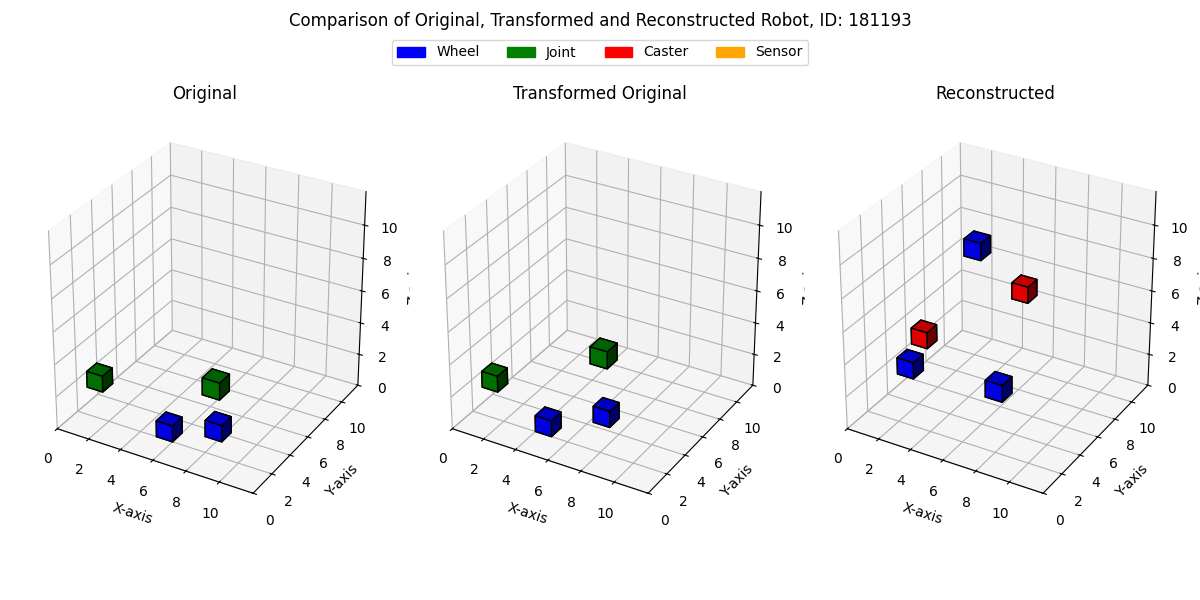 Comparison of Original, Transformed and Reconstructed Robot, ID: 181193
Wheel Joint Caster Sensor
Original Transformed Original Reconstructed
10 10 10
8 8 8
6 6 6
4 4 4
2 2 2
0 0 0
10 10 10
8 8 8
6 6 6
4 4 4
2 2 2
0 0 0
0 2 4 6 8 10 0 2 4 6 8 10 0 2 4 6 8 10
X-axis Y-axis X-axis Y-axis X-axis Y-axis